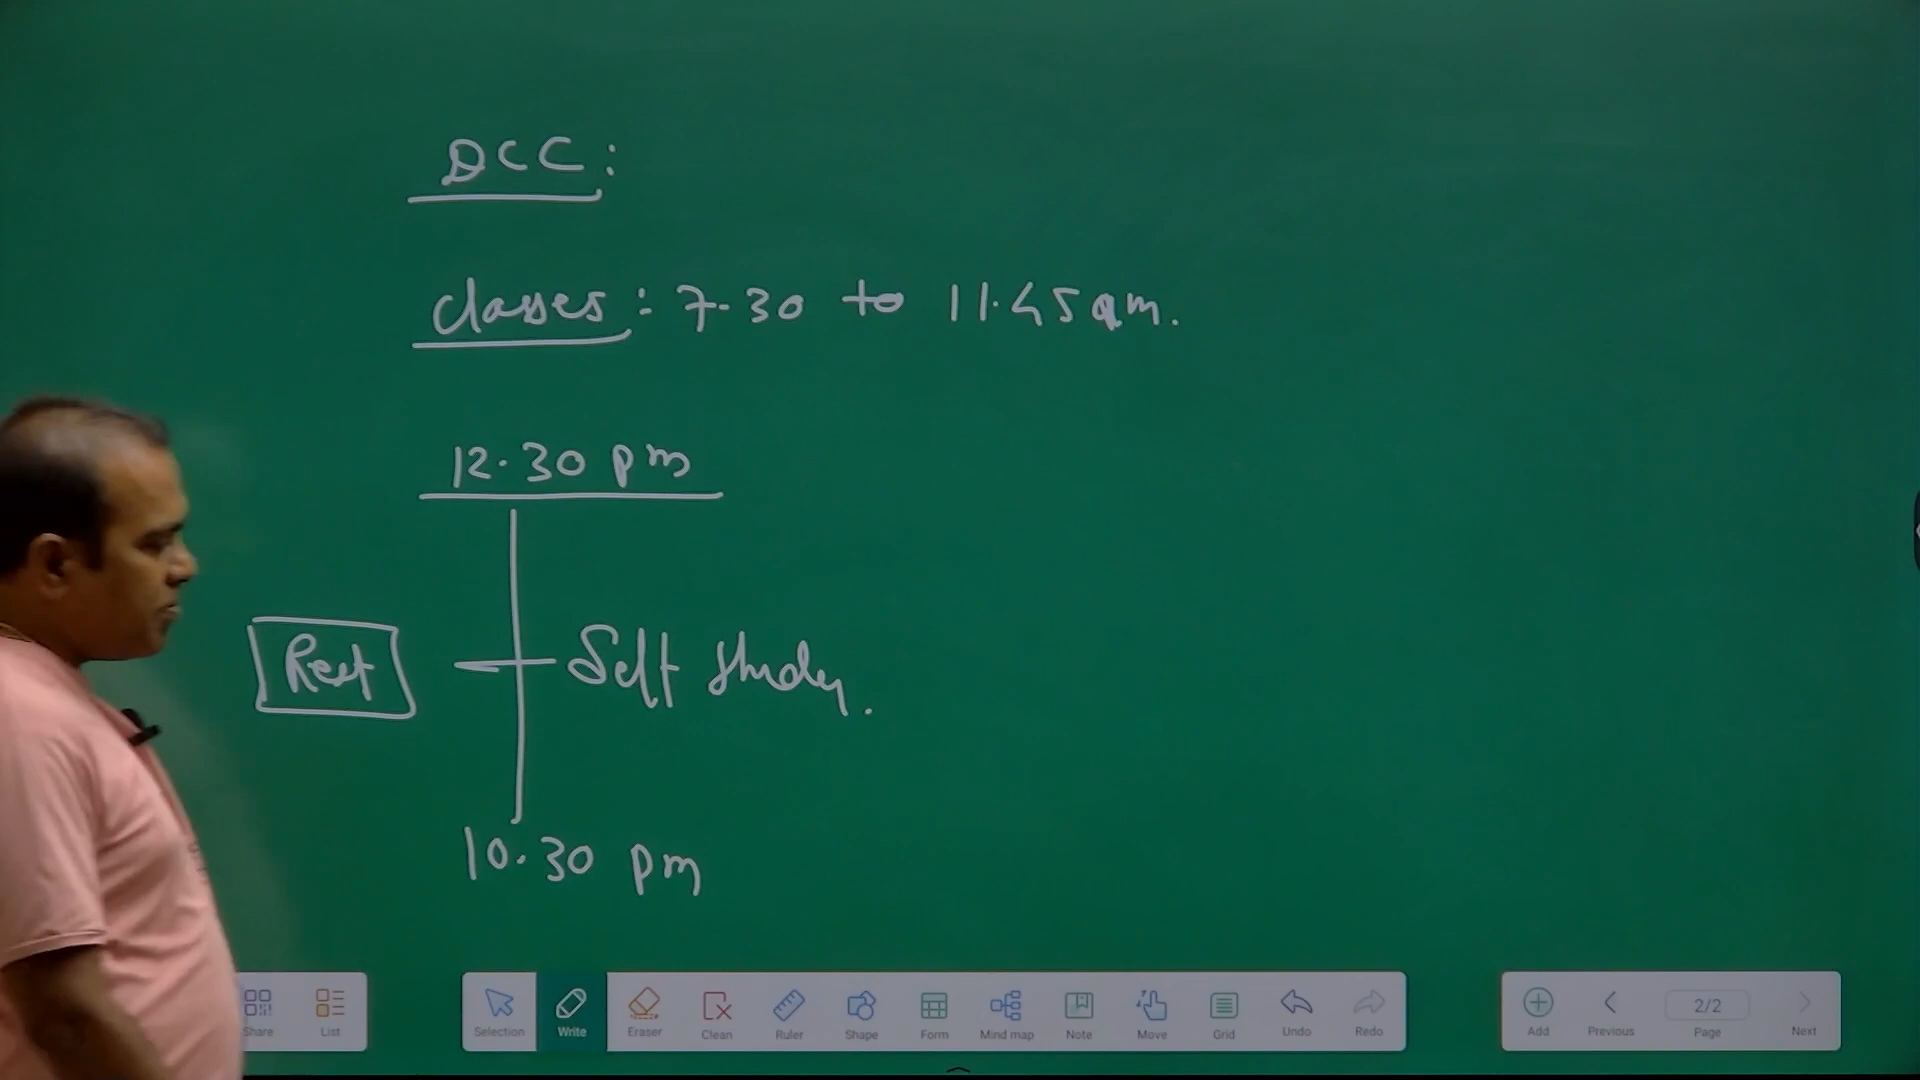 DCC:
classes: 7.30 to 11.45 am.
12.30 pm
Rest
Self study.
10.30 pm
Share List
Selection Write Eraser Clean Ruler Shape Form Mind map Note Move Grid Undo Redo
Add Previous 2/2 Page Next